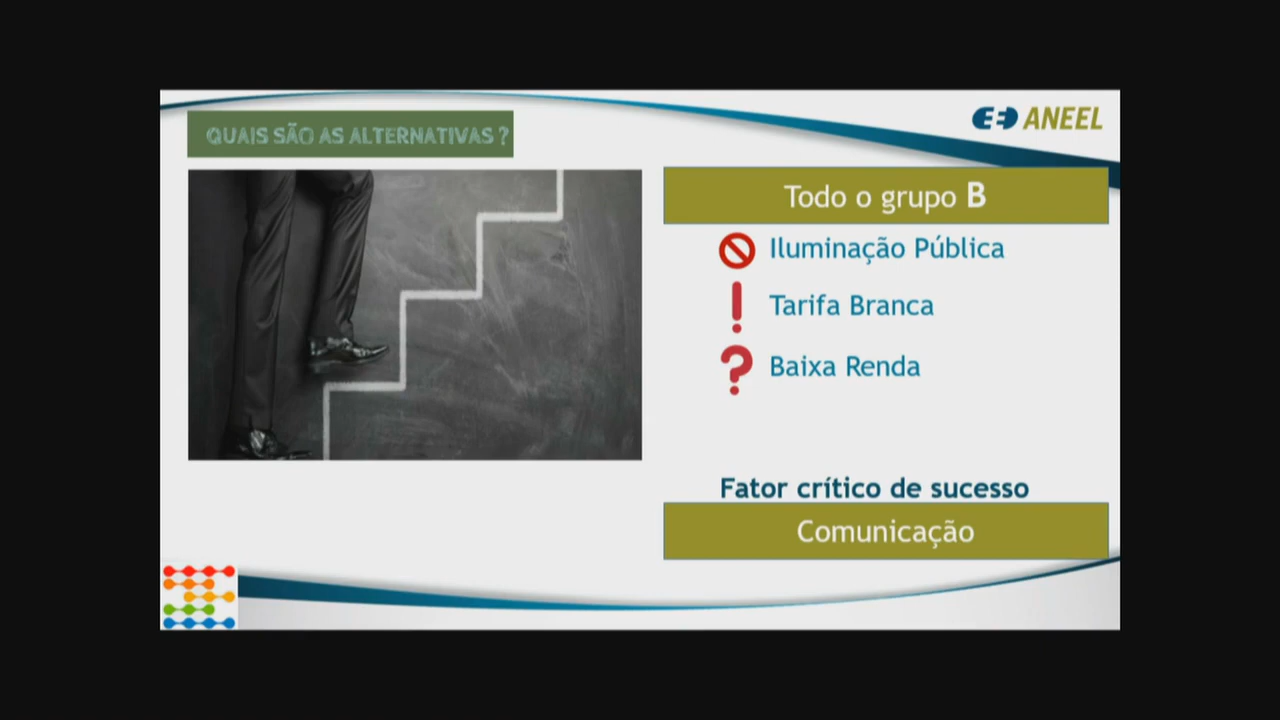 QUAIS SÃO AS ALTERNATIVAS ?
ANEEL
Todo o grupo B
Iluminação Pública
Tarifa Branca
Baixa Renda
Fator crítico de sucesso
Comunicação